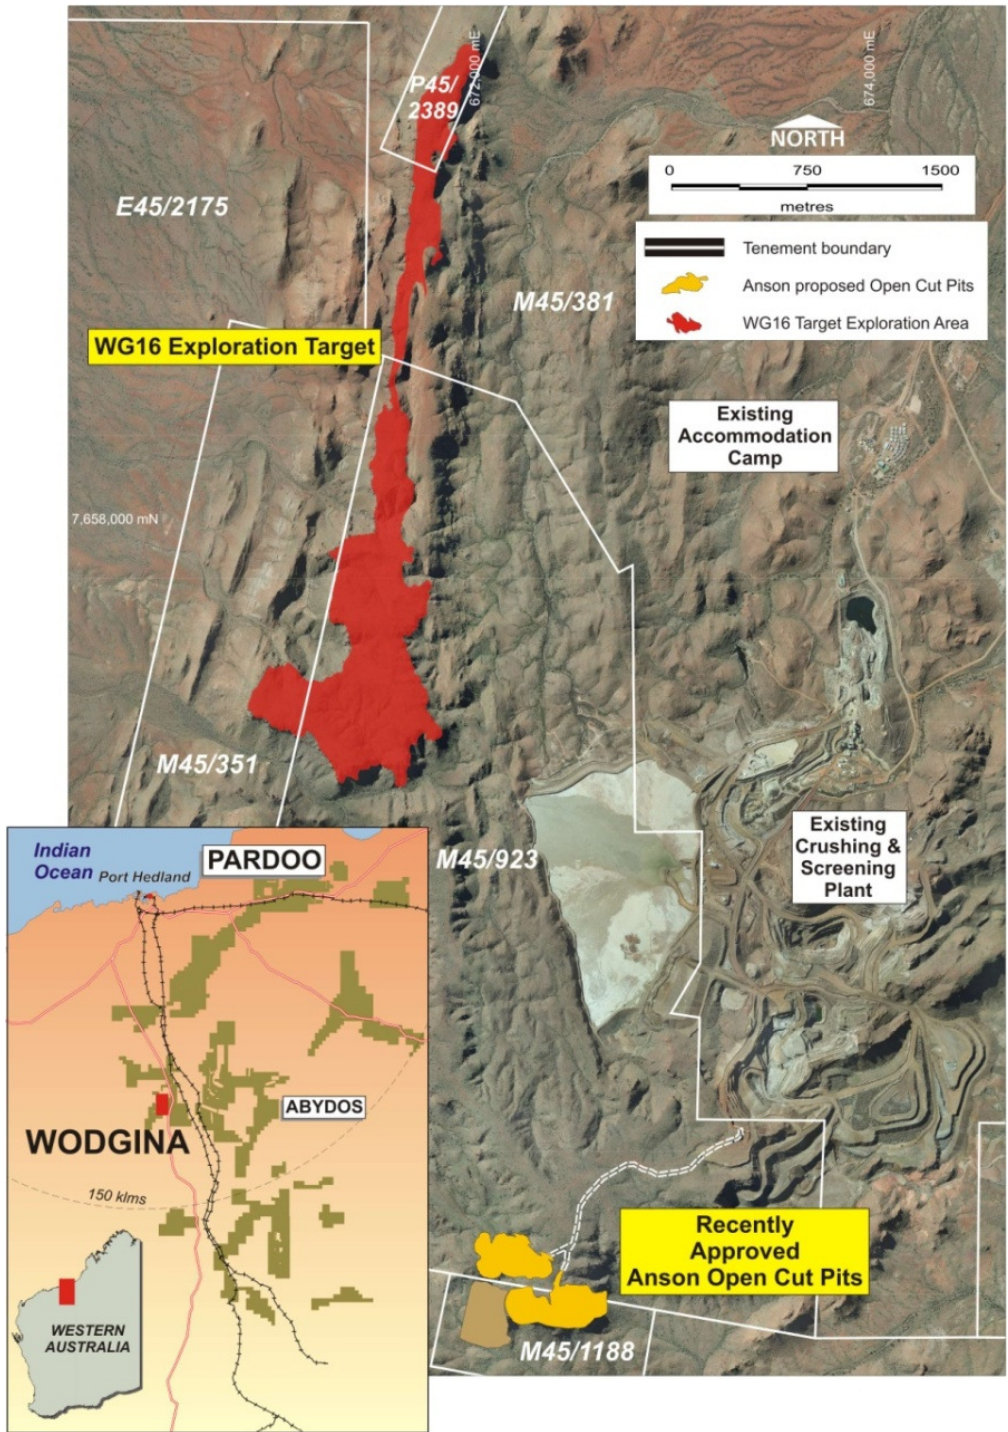 P45/
2389
672,000 mE
674,000 mE
NORTH
0 750 1500
metres
E45/2175
Tenement boundary
Anson proposed Open Cut Pits
WG16 Target Exploration Area
M45/381
WG16 Exploration Target
Existing
Accommodation
Camp
7,658,000 mN
M45/351
M45/923
Existing
Crushing &
Screening
Plant
Indian
Ocean
Port Hedland
PARDOO
ABYDOS
WODGINA
150 klms
WESTERN
AUSTRALIA
Recently
Approved
Anson Open Cut Pits
M45/1188